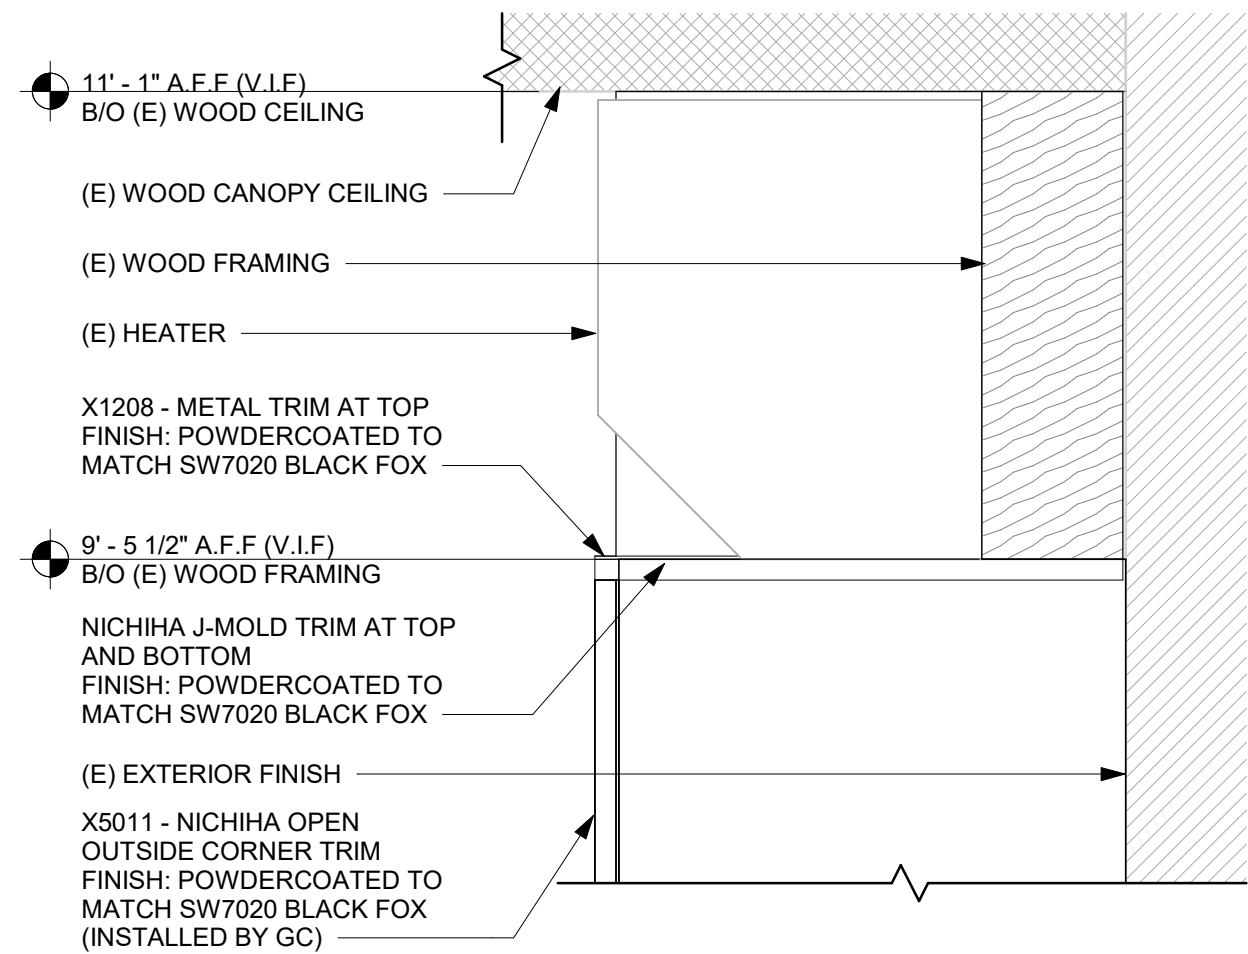 11' - 1" A.F.F (V.I.F)
B/O (E) WOOD CEILING
(E) WOOD CANOPY CEILING
(E) WOOD FRAMING
(E) HEATER
X1208 - METAL TRIM AT TOP
FINISH: POWDERCOATED TO
MATCH SW7020 BLACK FOX
9' - 5 1/2" A.F.F (V.I.F)
B/O (E) WOOD FRAMING
NICHIHA J-MOLD TRIM AT TOP
AND BOTTOM
FINISH: POWDERCOATED TO
MATCH SW7020 BLACK FOX
(E) EXTERIOR FINISH
X5011 - NICHIHA OPEN
OUTSIDE CORNER TRIM
FINISH: POWDERCOATED TO
MATCH SW7020 BLACK FOX
(INSTALLED BY GC)